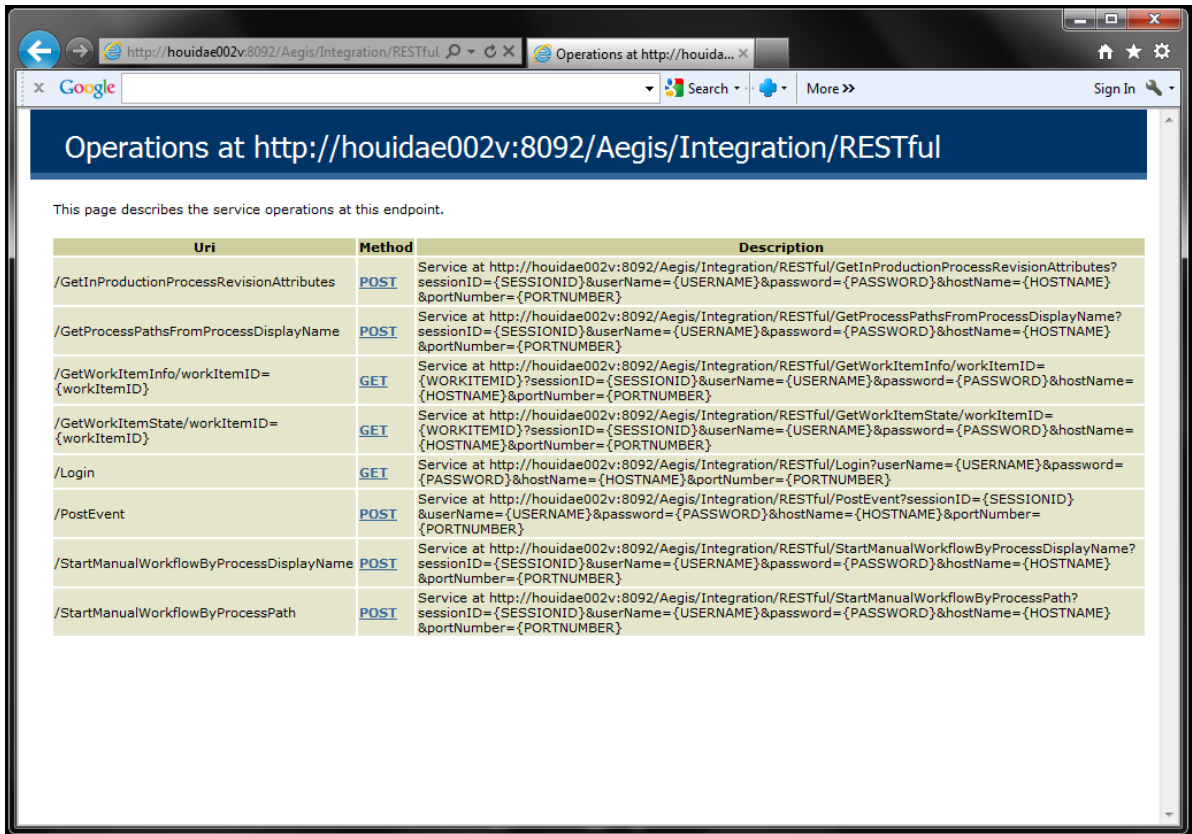 http://houidae002v:8092/Aegis/Integration/RESTful
Operations at http://houida...
Google
Search
More >>
Sign In
Operations at http://houidae002v:8092/Aegis/Integration/RESTful
This page describes the service operations at this endpoint.
Uri Method Description
/GetInProductionProcessRevisionAttributes POST Service at http://houidae002v:8092/Aegis/Integration/RESTful/GetInProductionProcessRevisionAttributes?
sessionID={SESSIONID}&userName={USERNAME}&password={PASSWORD}&hostName={HOSTNAME}
&portNumber={PORTNUMBER}
/GetProcessPathsFromProcessDisplayName POST Service at http://houidae002v:8092/Aegis/Integration/RESTful/GetProcessPathsFromProcessDisplayName?
sessionID={SESSIONID}&userName={USERNAME}&password={PASSWORD}&hostName={HOSTNAME}
&portNumber={PORTNUMBER}
/GetWorkItemInfo/workItemID=
{workItemID} GET Service at http://houidae002v:8092/Aegis/Integration/RESTful/GetWorkItemInfo/workItemID=
{WORKITEMID}?sessionID={SESSIONID}&userName={USERNAME}&password={PASSWORD}&hostName=
{HOSTNAME}&portNumber={PORTNUMBER}
/GetWorkItemState/workItemID=
{workItemID} GET Service at http://houidae002v:8092/Aegis/Integration/RESTful/GetWorkItemState/workItemID=
{WORKITEMID}?sessionID={SESSIONID}&userName={USERNAME}&password={PASSWORD}&hostName=
{HOSTNAME}&portNumber={PORTNUMBER}
/Login GET Service at http://houidae002v:8092/Aegis/Integration/RESTful/Login?userName={USERNAME}&password=
{PASSWORD}&hostName={HOSTNAME}&portNumber={PORTNUMBER}
/PostEvent POST Service at http://houidae002v:8092/Aegis/Integration/RESTful/PostEvent?sessionID={SESSIONID}
&userName={USERNAME}&password={PASSWORD}&hostName={HOSTNAME}&portNumber=
{PORTNUMBER}
/StartManualWorkflowByProcessDisplayName POST Service at http://houidae002v:8092/Aegis/Integration/RESTful/StartManualWorkflowByProcessDisplayName?
sessionID={SESSIONID}&userName={USERNAME}&password={PASSWORD}&hostName={HOSTNAME}
&portNumber={PORTNUMBER}
/StartManualWorkflowByProcessPath POST Service at http://houidae002v:8092/Aegis/Integration/RESTful/StartManualWorkflowByProcessPath?
sessionID={SESSIONID}&userName={USERNAME}&password={PASSWORD}&hostName={HOSTNAME}
&portNumber={PORTNUMBER}